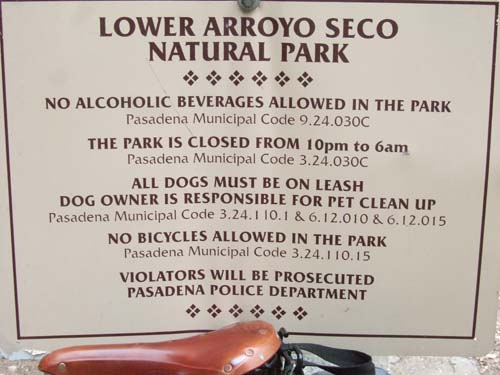 LOWER ARROYO SECO
NATURAL PARK
NO ALCOHOLIC BEVERAGES ALLOWED IN THE PARK
Pasadena Municipal Code 9.24.030C
THE PARK IS CLOSED FROM 10pm to 6am
Pasadena Municipal Code 3.24.030C
ALL DOGS MUST BE ON LEASH
DOG OWNER IS RESPONSIBLE FOR PET CLEAN UP
Pasadena Municipal Code 3.24.110.1 & 6.12.010 & 6.12.015
NO BICYCLES ALLOWED IN THE PARK
Pasadena Municipal Code 3.24.110.15
VIOLATORS WILL BE PROSECUTED
PASADENA POLICE DEPARTMENT